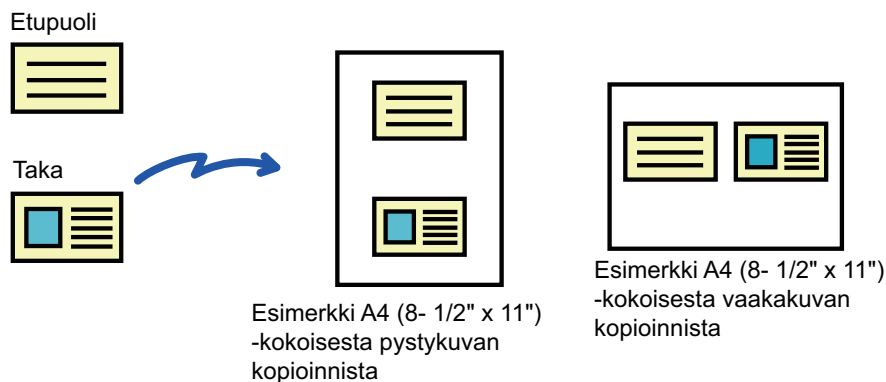 Etupuoli
Taka
Esimerkki A4 (8- 1/2" x 11")
-kokoisesta pystykuvan
kopioinnista
Esimerkki A4 (8- 1/2" x 11")
-kokoisesta vaakakuvan
kopioinnista